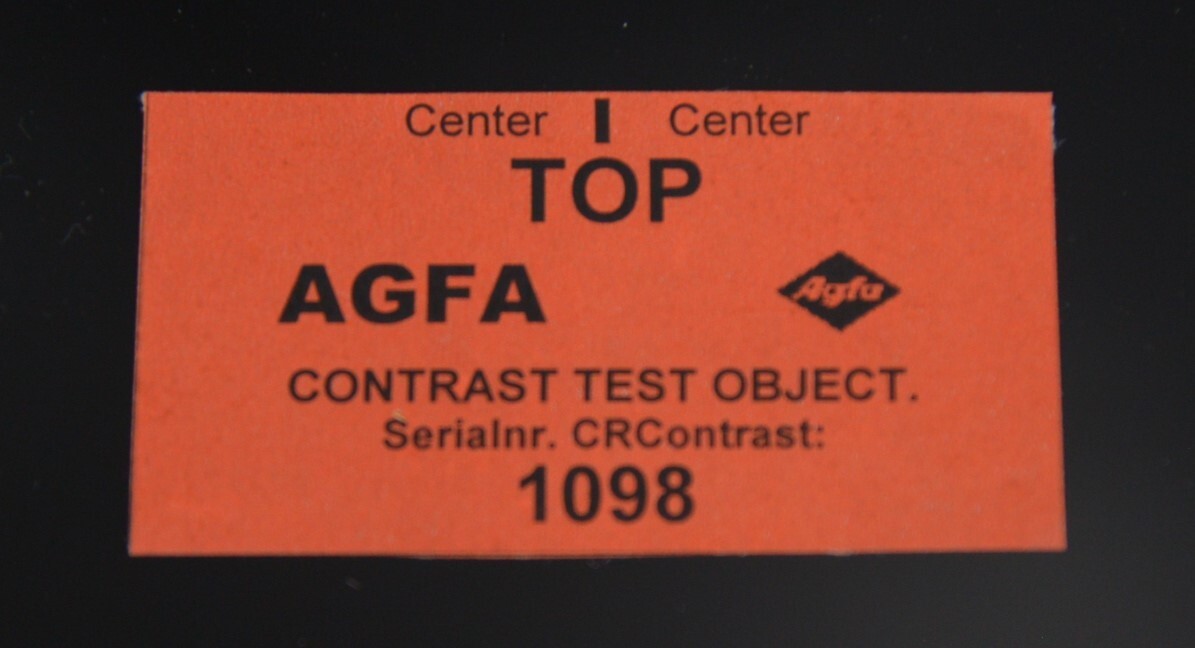 Center I Center
TOP
AGFA Agfa
CONTRAST TEST OBJECT.
Serialnr. CRContrast:
1098